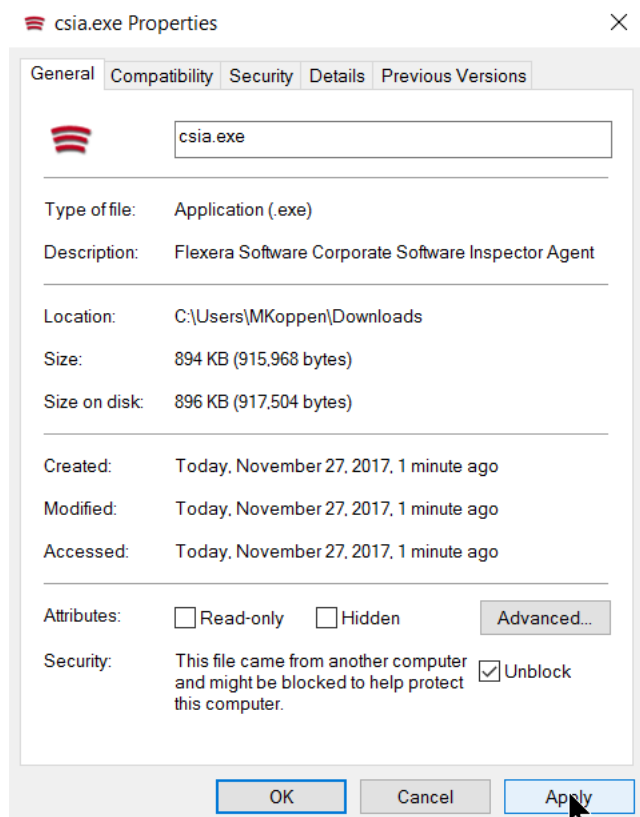 csia.exe Properties
General Compatibility Security Details Previous Versions
csia.exe
Type of file: Application (.exe)
Description: Flexera Software Corporate Software Inspector Agent
Location: C:\Users\MKoppen\Downloads
Size: 894 KB (915,968 bytes)
Size on disk: 896 KB (917,504 bytes)
Created: Today, November 27, 2017, 1 minute ago
Modified: Today, November 27, 2017, 1 minute ago
Accessed: Today, November 27, 2017, 1 minute ago
Attributes: Read-only Hidden Advanced...
Security: This file came from another computer
and might be blocked to help protect
this computer.
Unblock
OK Cancel Apply